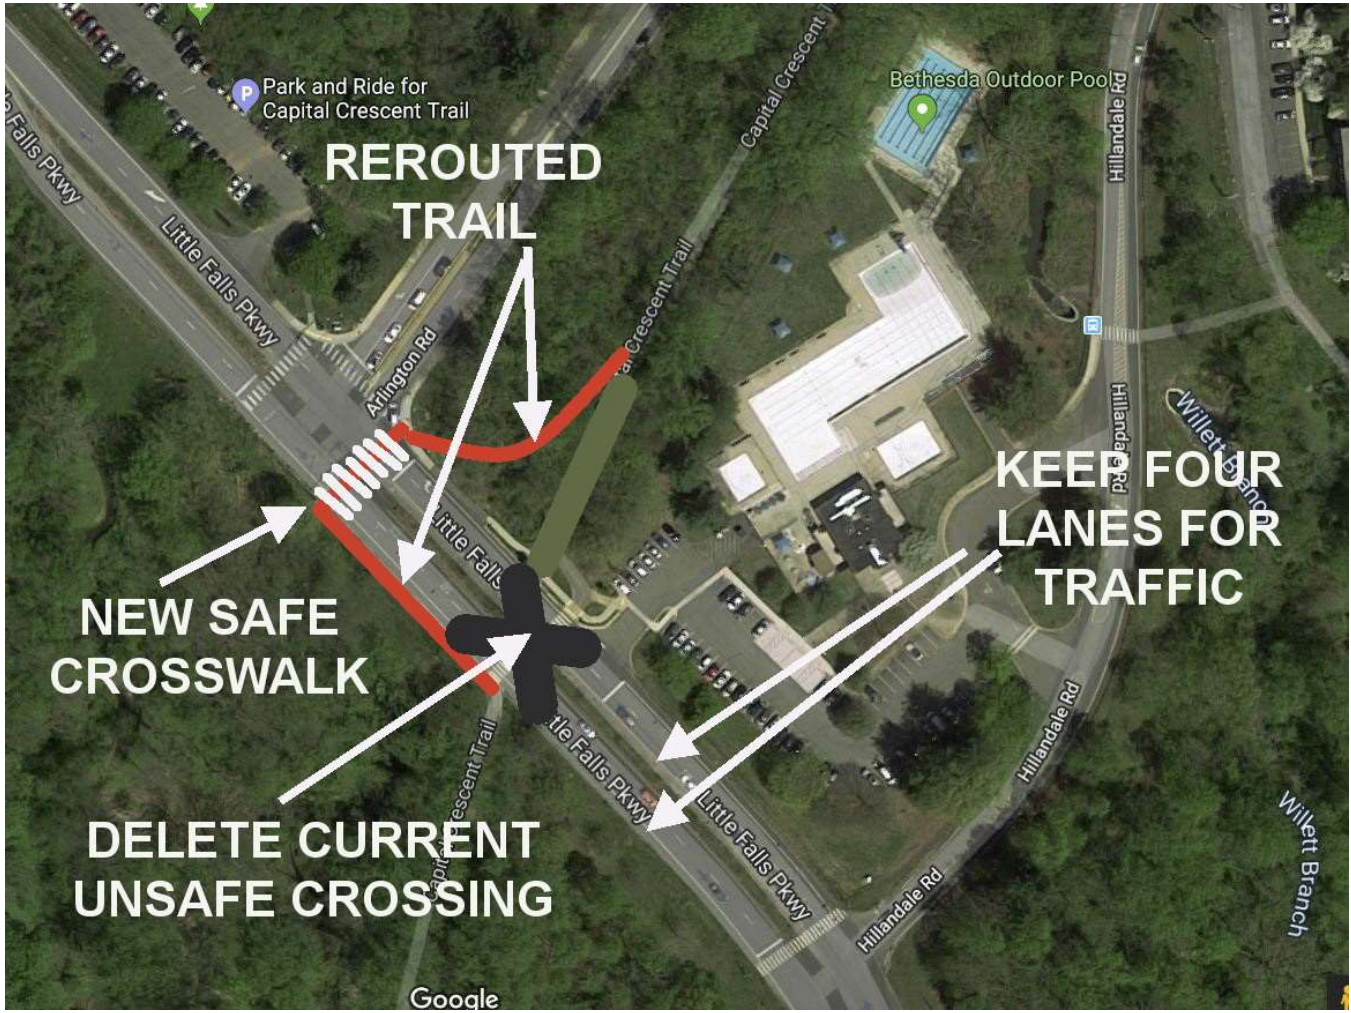 Capital Crescent T
Park and Ride for
Capital Crescent Trail
Bethesda Outdoor Pool
Hillandale Rd
le Falls Pkwy
REROUTED
TRAIL
Little Falls Pkwy
tal Crescent Trail
Arlington Rd
Hillandale Rd
Willett Branch
KEEP FOUR
LANES FOR
TRAFFIC
Little Falls
NEW SAFE
CROSSWALK
Hillandale Rd
tle Falls Pkwy
Little Falls Pkwy
Capital Crescent Trail
DELETE CURRENT
UNSAFE CROSSING
Hillandale Rd
Willett Branch
Google